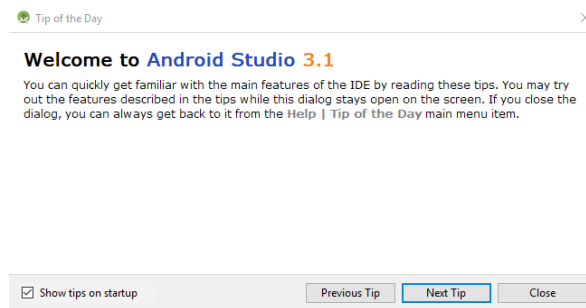 Tip of the Day
Welcome to Android Studio 3.1
You can quickly get familiar with the main features of the IDE by reading these tips. You may try
out the features described in the tips while this dialog stays open on the screen. If you close the
dialog, you can always get back to it from the Help | Tip of the Day main menu item.
Show tips on startup Previous Tip Next Tip Close